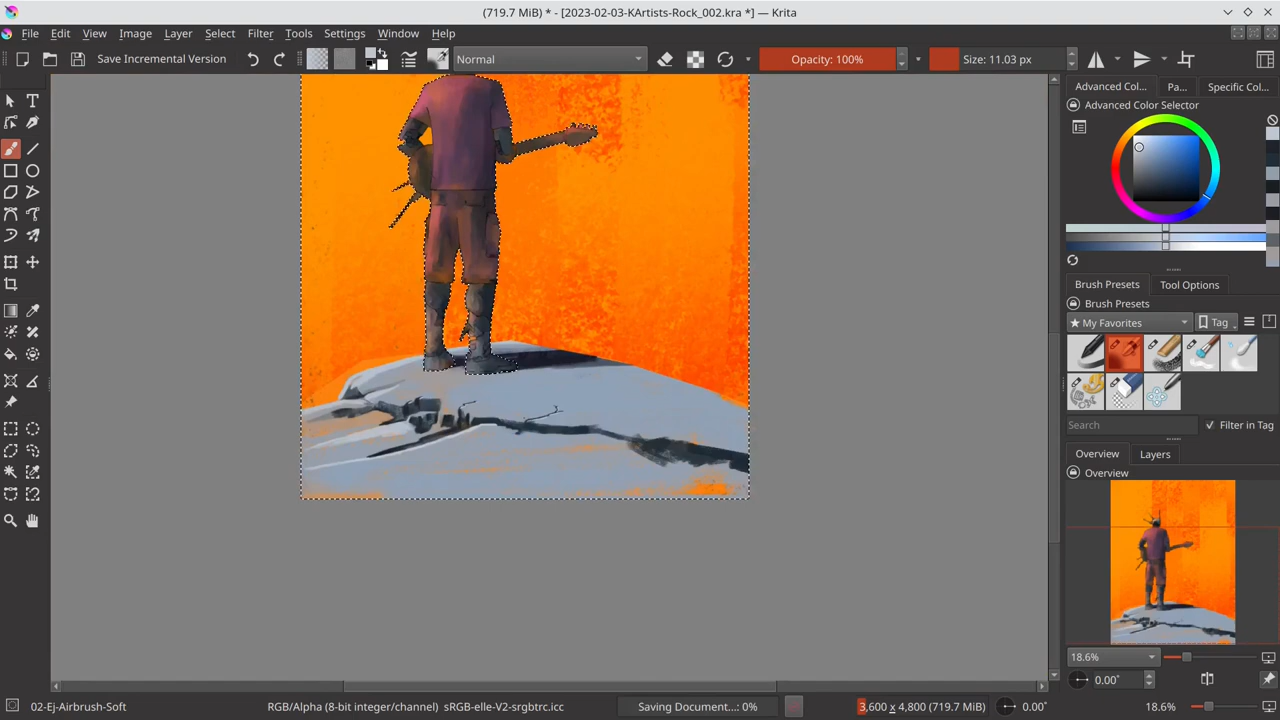 (719.7 MiB) * - [2023-02-03-KArtists-Rock_002.kra *] — Krita
File Edit View Image Layer Select Filter Tools Settings Window Help
Save Incremental Version
Normal
Opacity: 100%
Size: 11.03 px
Advanced Col...
Pa...
Specific Col...
Advanced Color Selector
Brush Presets
Tool Options
Brush Presets
★ My Favorites
Tag
Search
✓ Filter in Tag
Overview
Layers
Overview
18.6%
0.00°
02-Ej-Airbrush-Soft
RGB/Alpha (8-bit integer/channel) sRGB-elle-V2-srgbtrc.icc
Saving Document...: 0%
3,600 x 4,800 (719.7 MiB)
0.00°
18.6%